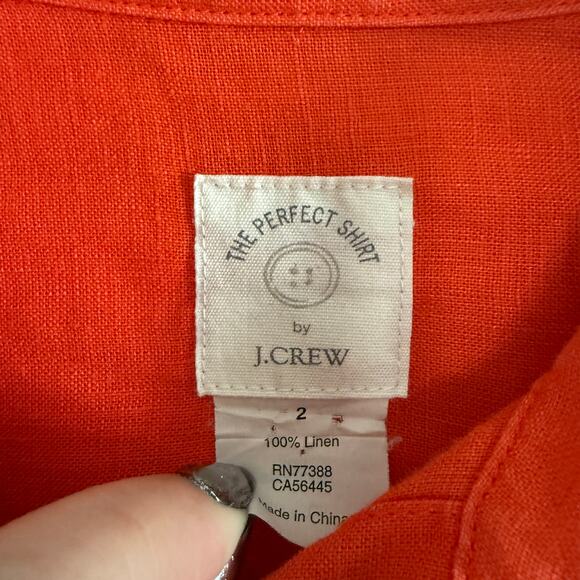 THE PERFECT SHIRT
by
J.CREW
2
100% Linen
RN77388
CA56445
Made in China